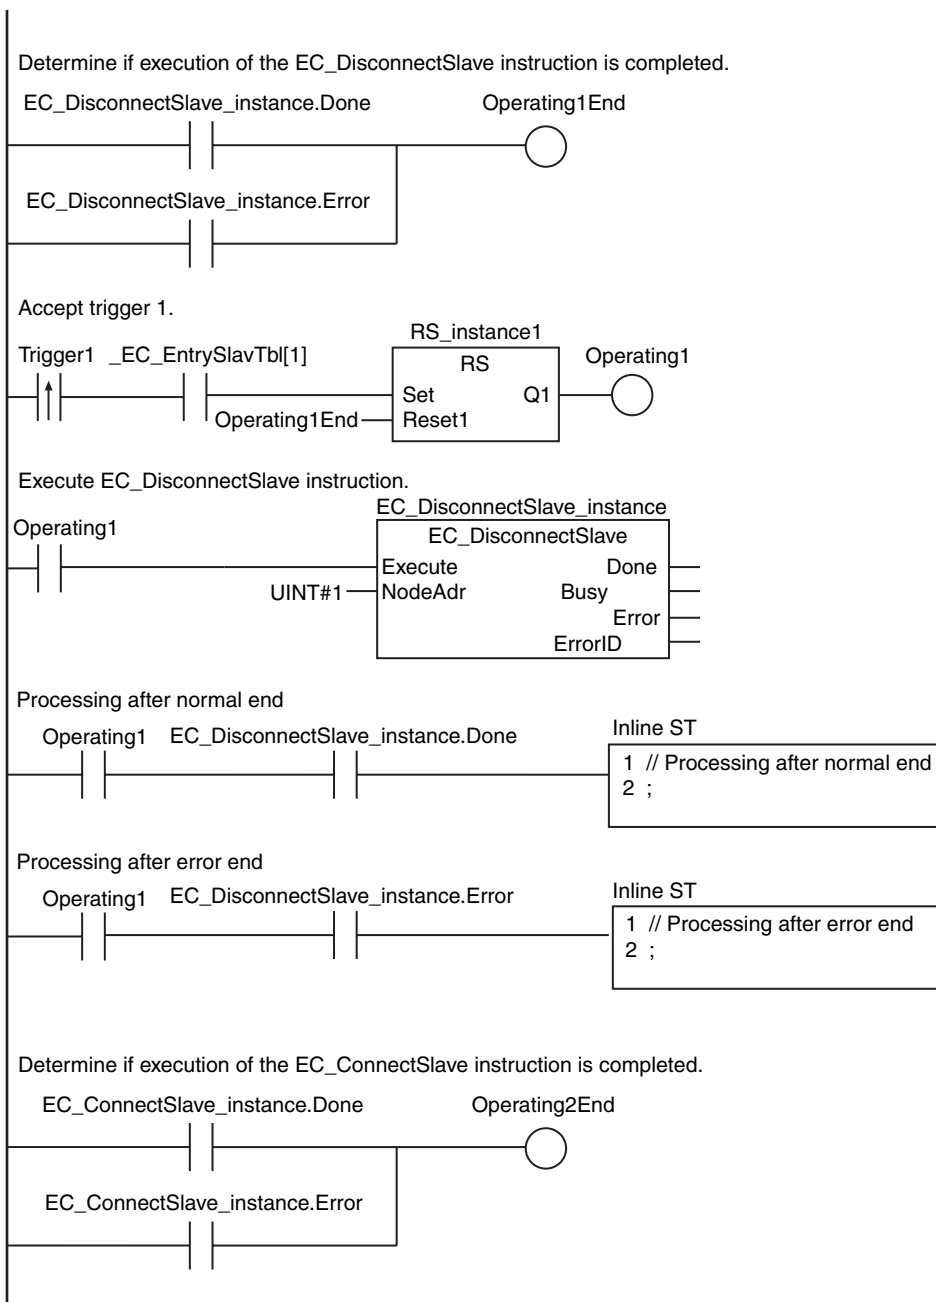 Determine if execution of the EC_DisconnectSlave instruction is completed.
EC_DisconnectSlave_instance.Done
Operating1End
EC_DisconnectSlave_instance.Error
Accept trigger 1.
RS_instance1
Trigger1 _EC_EntrySlavTbl[1]
RS
Operating1
Set Q1
Operating1End
Reset1
Execute EC_DisconnectSlave instruction.
EC_DisconnectSlave_instance
Operating1
EC_DisconnectSlave
Execute Done
UINT#1
NodeAdr Busy
Error
ErrorID
Processing after normal end
Inline ST
Operating1 EC_DisconnectSlave_instance.Done
1 // Processing after normal end
2 ;
Processing after error end
Inline ST
Operating1 EC_DisconnectSlave_instance.Error
1 // Processing after error end
2 ;
Determine if execution of the EC_ConnectSlave instruction is completed.
EC_ConnectSlave_instance.Done
Operating2End
EC_ConnectSlave_instance.Error